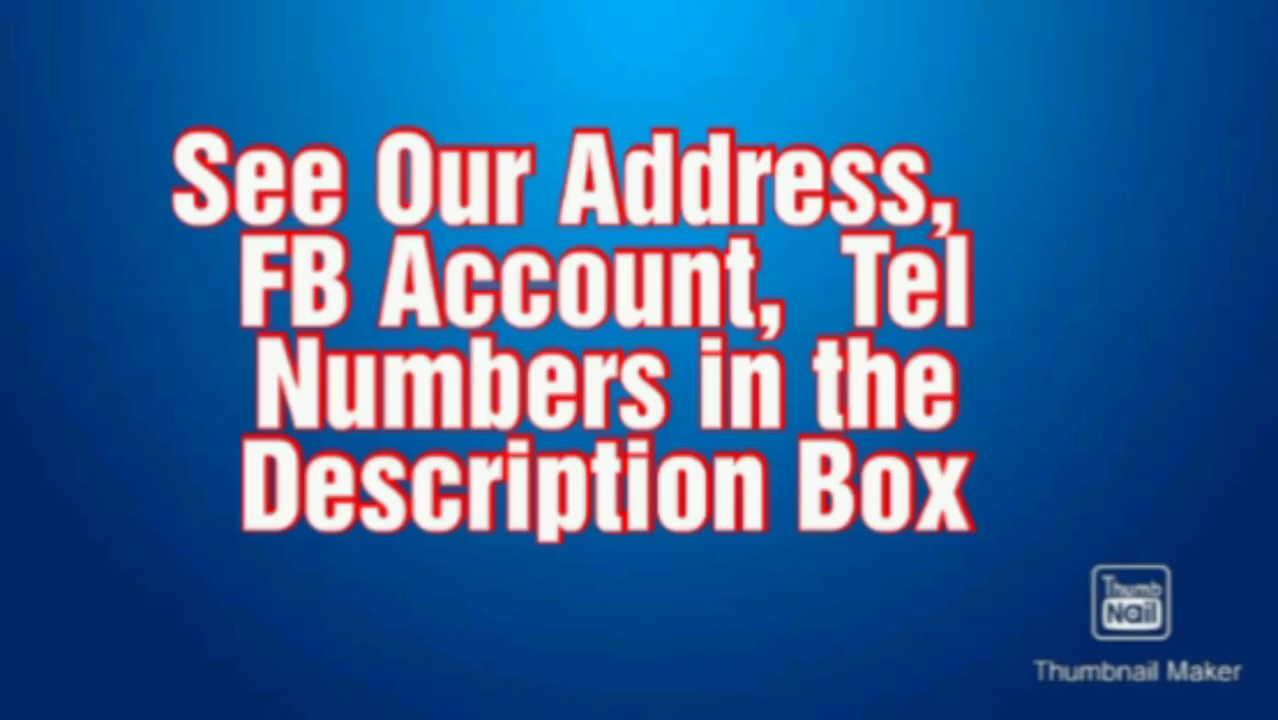 See Our Address,
FB Account, Tel
Numbers in the
Description Box
Thumb
Nail
Thumbnail Maker